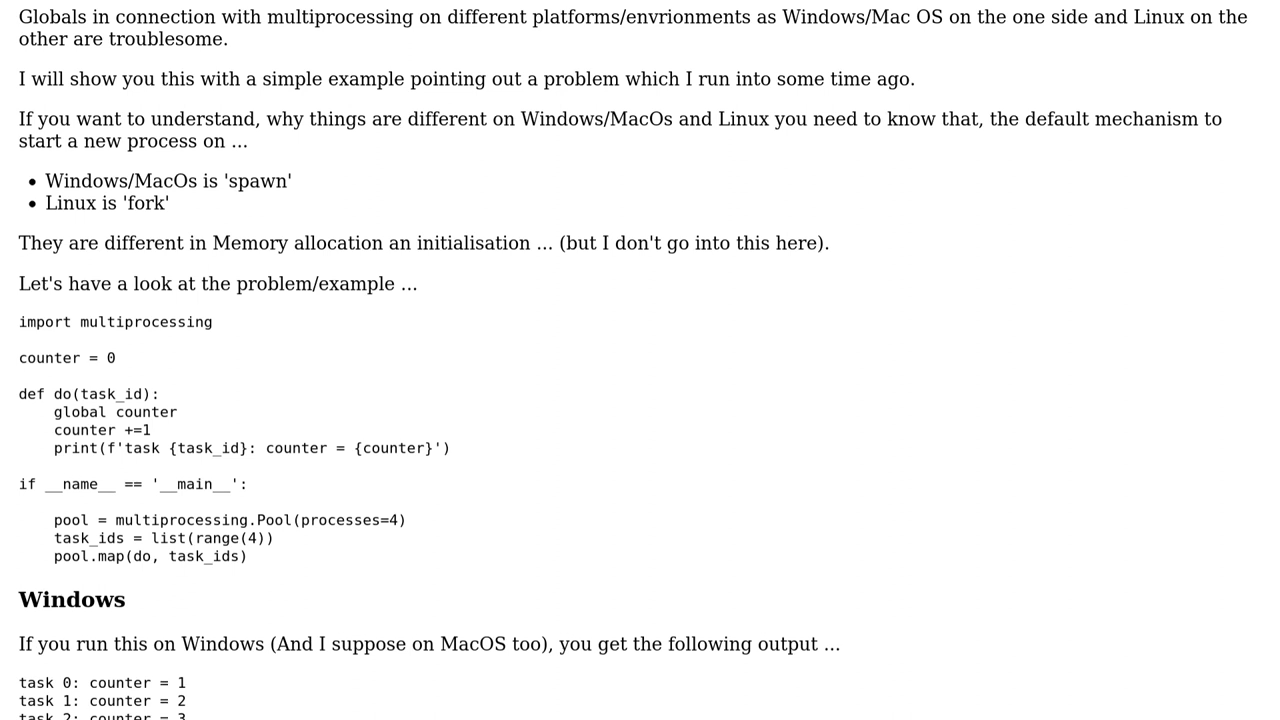 Globals in connection with multiprocessing on different platforms/envrionments as Windows/Mac OS on the one side and Linux on the
other are troublesome.
I will show you this with a simple example pointing out a problem which I run into some time ago.
If you want to understand, why things are different on Windows/MacOs and Linux you need to know that, the default mechanism to
start a new process on ...
• Windows/MacOs is 'spawn'
• Linux is 'fork'
They are different in Memory allocation an initialisation ... (but I don't go into this here).
Let's have a look at the problem/example ...
import multiprocessing
counter = 0
def do(task_id):
    global counter
    counter +=1
    print(f'task {task_id}: counter = {counter}')
if __name__ == '__main__':
    pool = multiprocessing.Pool(processes=4)
    task_ids = list(range(4))
    pool.map(do, task_ids)
Windows
If you run this on Windows (And I suppose on MacOS too), you get the following output ...
task 0: counter = 1
task 1: counter = 2
task 2: counter = 3